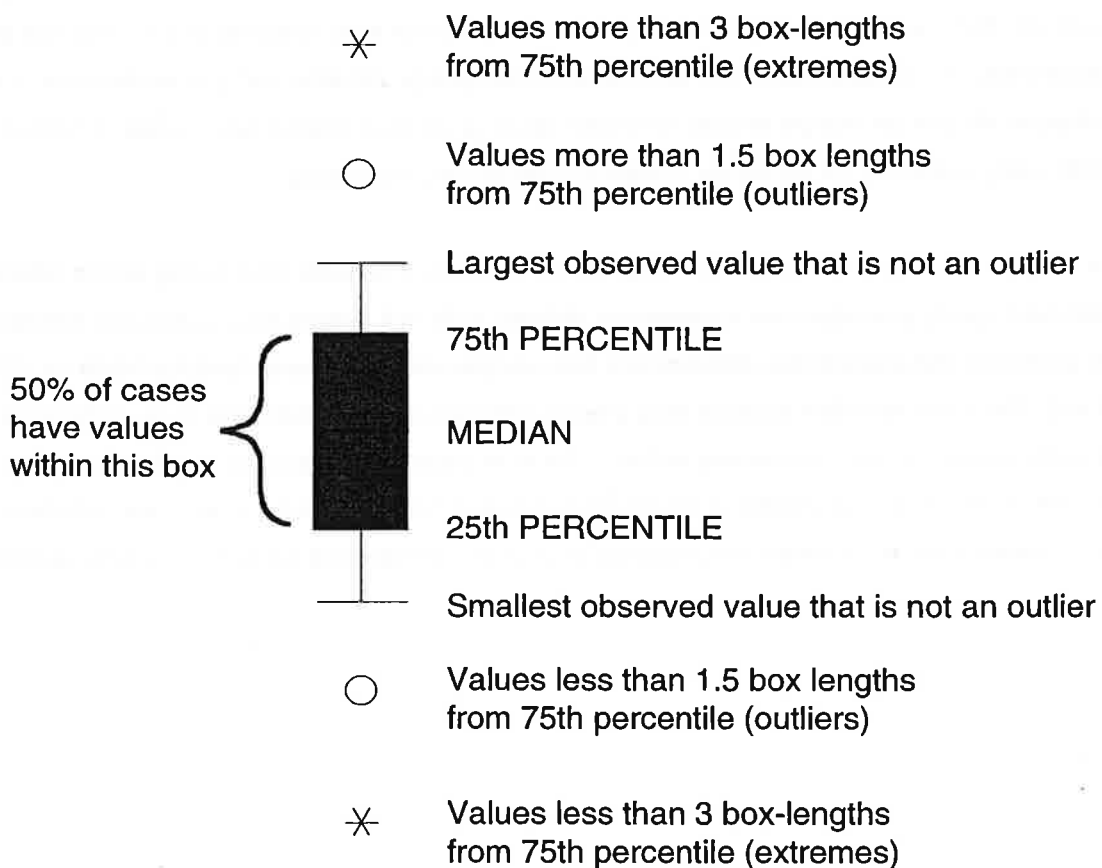 Values more than 3 box-lengths
from 75th percentile (extremes)
Values more than 1.5 box lengths
from 75th percentile (outliers)
Largest observed value that is not an outlier
75th PERCENTILE
50% of cases
have values
within this box
MEDIAN
25th PERCENTILE
Smallest observed value that is not an outlier
Values less than 1.5 box lengths
from 75th percentile (outliers)
Values less than 3 box-lengths
from 75th percentile (extremes)